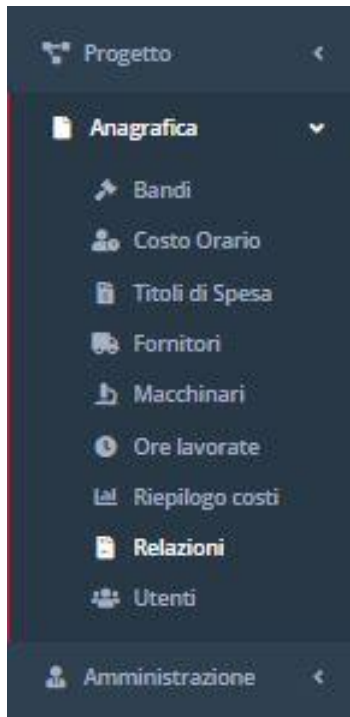 Progetto
Anagrafica
Bandi
Costo Orario
Titoli di Spesa
Fornitori
Macchinari
Ore lavorate
Riepilogo costi
Relazioni
Utenti
Amministrazione